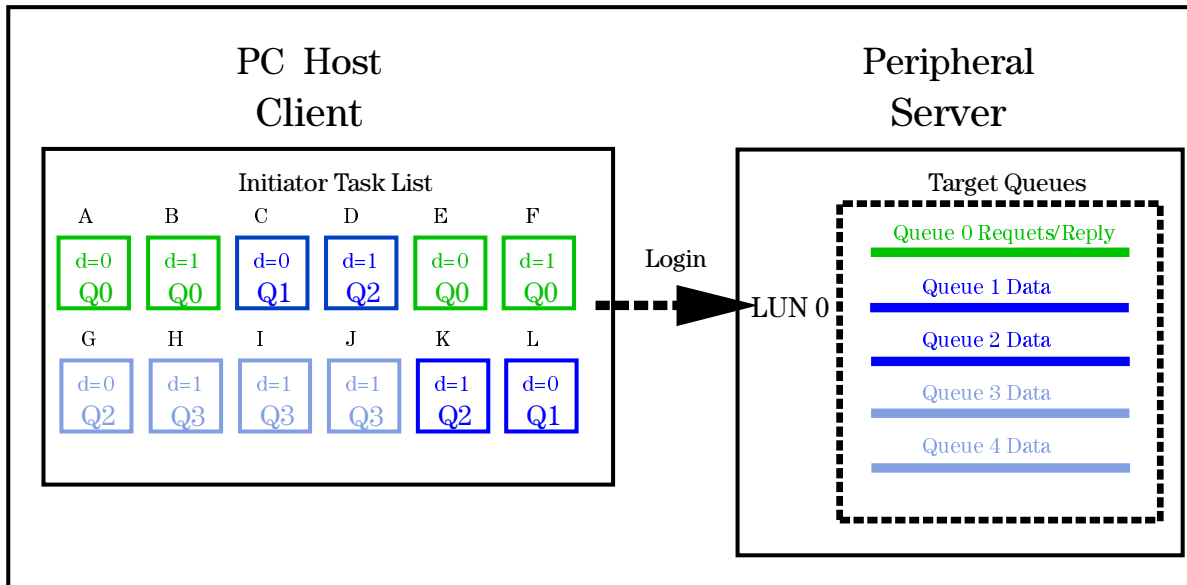 PC Host
Client
Peripheral
Server
Initiator Task List
A B C D E F
d=0 d=1 d=0 d=1 d=0 d=1
Q0 Q0 Q1 Q2 Q0 Q0
G H I J K L
d=0 d=1 d=1 d=1 d=1 d=0
Q2 Q3 Q3 Q3 Q2 Q1
Login
LUN 0
Target Queues
Queue 0 Requets/Reply
Queue 1 Data
Queue 2 Data
Queue 3 Data
Queue 4 Data